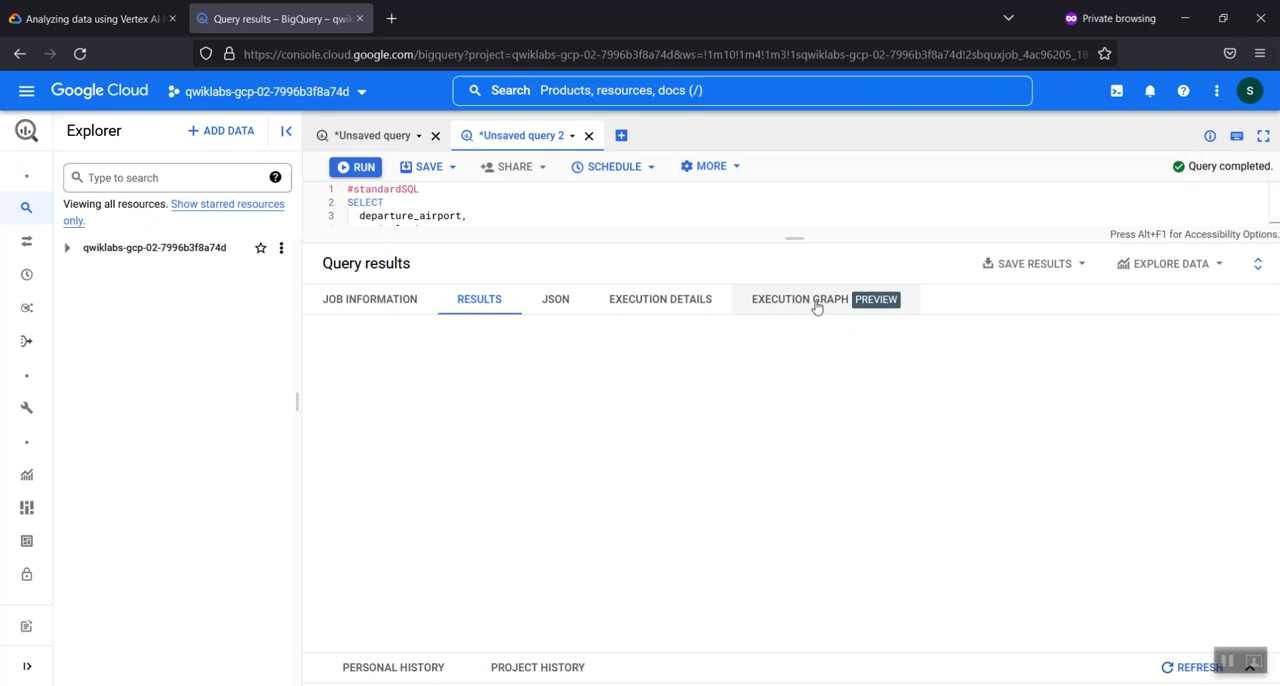 Analyzing data using Vertex AI
Query results – BigQuery – qwik
Private browsing
https://console.cloud.google.com/bigquery?project=qwiklabs-gcp-02-7996b3f8a74d&ws=!1m10!1m4!1m3!1sqwiklabs-gcp-02-7996b3f8a74d!2sbquxjob_4ac96205_18
Google Cloud
qwiklabs-gcp-02-7996b3f8a74d
Search Products, resources, docs (/)
S
Explorer
+ ADD DATA
*Unsaved query
*Unsaved query 2
RUN
SAVE
SHARE
SCHEDULE
MORE
Query completed.
Type to search
Viewing all resources. Show starred resources
only.
qwiklabs-gcp-02-7996b3f8a74d
1 #standardSQL
2 SELECT
3 departure_airport,
Press Alt+F1 for Accessibility Options.
Query results
SAVE RESULTS
EXPLORE DATA
JOB INFORMATION
RESULTS
JSON
EXECUTION DETAILS
EXECUTION GRAPH PREVIEW
PERSONAL HISTORY
PROJECT HISTORY
REFRESH